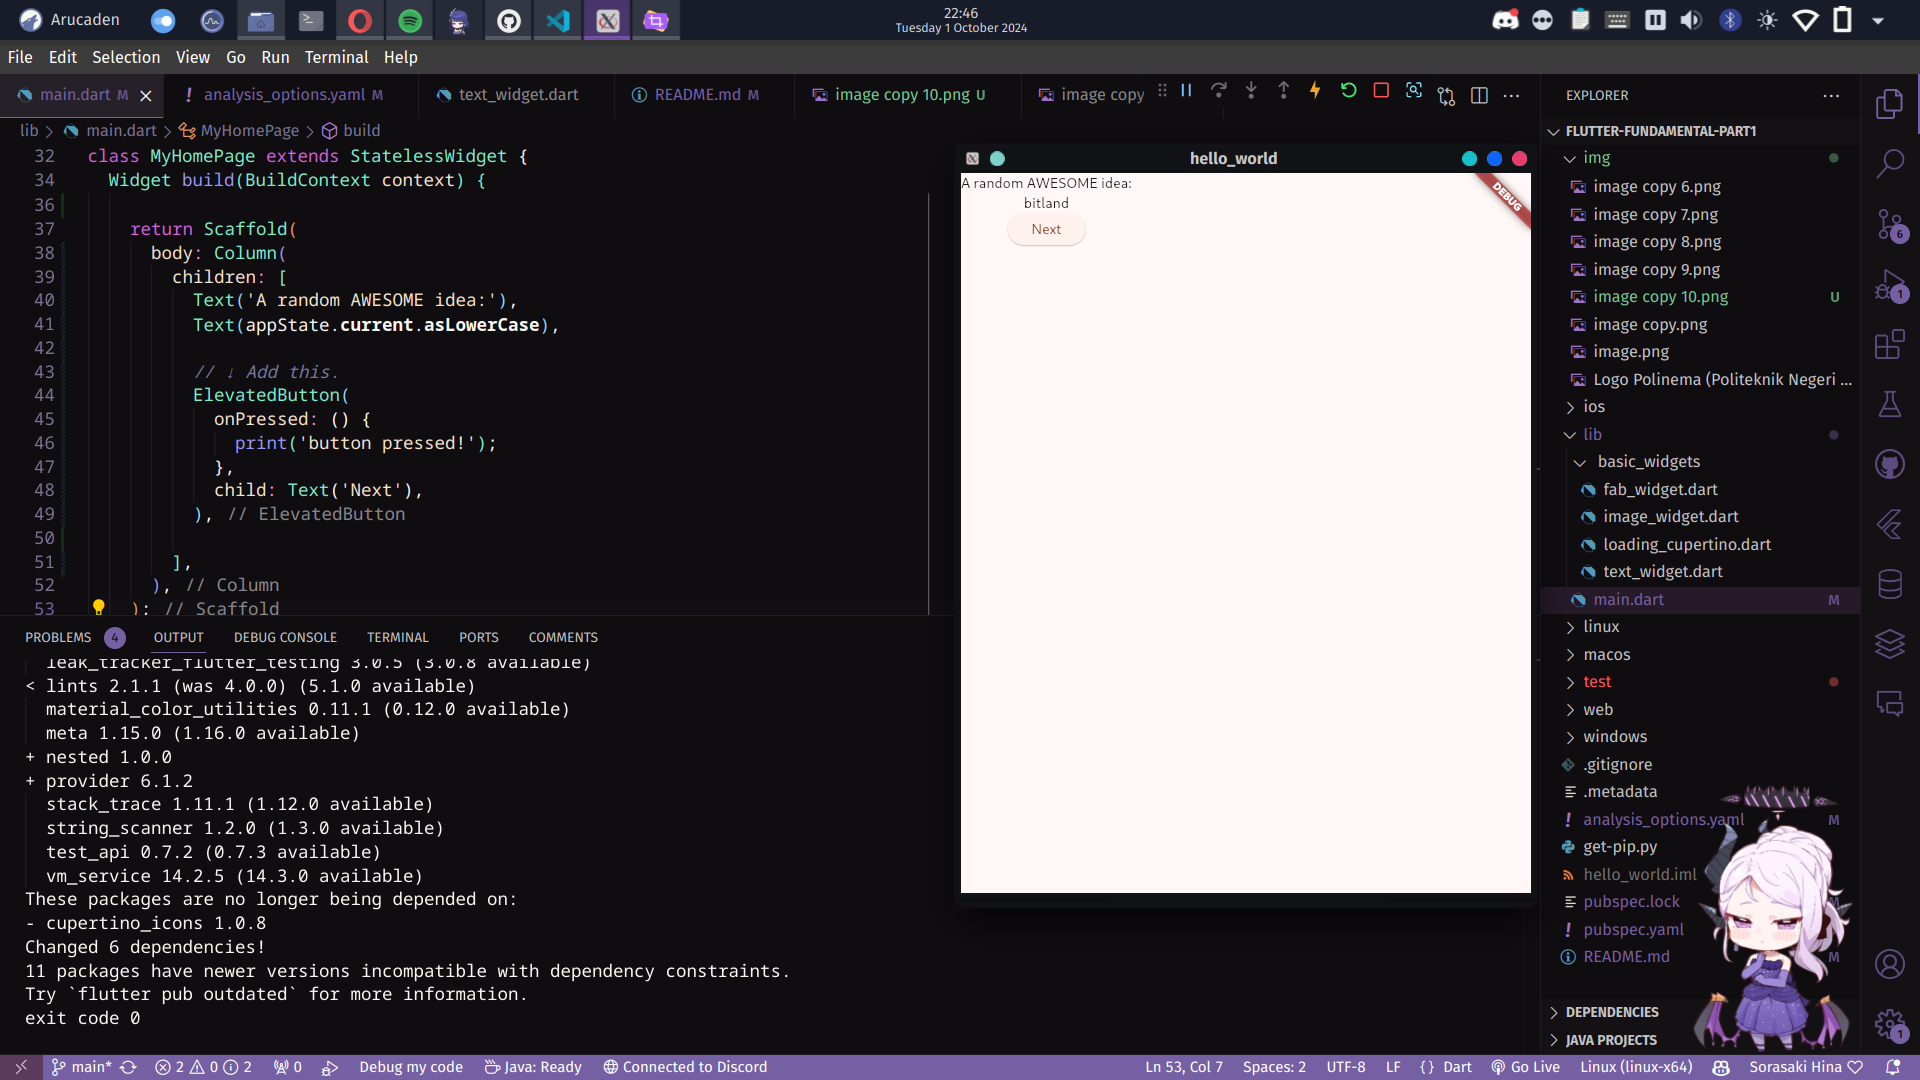 Arucaden
22:46
Tuesday 1 October 2024
File Edit Selection View Go Run Terminal Help
main.dart M
analysis_options.yaml M
text_widget.dart
README.md M
image copy 10.png U
image copy
lib > main.dart > MyHomePage > build
32 class MyHomePage extends StatelessWidget {
34 Widget build(BuildContext context) {
36
37 return Scaffold(
38 body: Column(
39 children: [
40 Text('A random AWESOME idea:'),
41 Text(appState.current.asLowerCase),
42
43 // ↓ Add this.
44 ElevatedButton(
45 onPressed: () {
46 print('button pressed!');
47 },
48 child: Text('Next'),
49 ), // ElevatedButton
50
51 ],
52 ), // Column
53 ); // Scaffold
hello_world
DEBUG
A random AWESOME idea:
bitland
Next
PROBLEMS 4 OUTPUT DEBUG CONSOLE TERMINAL PORTS COMMENTS
leak_tracker_flutter_testing 3.0.5 (3.0.8 available)
< lints 2.1.1 (was 4.0.0) (5.1.0 available)
material_color_utilities 0.11.1 (0.12.0 available)
meta 1.15.0 (1.16.0 available)
+ nested 1.0.0
+ provider 6.1.2
stack_trace 1.11.1 (1.12.0 available)
string_scanner 1.2.0 (1.3.0 available)
test_api 0.7.2 (0.7.3 available)
vm_service 14.2.5 (14.3.0 available)
These packages are no longer being depended on:
- cupertino_icons 1.0.8
Changed 6 dependencies!
11 packages have newer versions incompatible with dependency constraints.
Try `flutter pub outdated` for more information.
exit code 0
EXPLORER
FLUTTER-FUNDAMENTAL-PART1
img
image copy 6.png
image copy 7.png
image copy 8.png
image copy 9.png
image copy 10.png U
image copy.png
image.png
Logo Polinema (Politeknik Negeri ...
ios
lib
basic_widgets
fab_widget.dart
image_widget.dart
loading_cupertino.dart
text_widget.dart
main.dart M
linux
macos
test
web
windows
.gitignore
.metadata
analysis_options.yaml M
get-pip.py
hello_world.iml
pubspec.lock M
pubspec.yaml
README.md M
DEPENDENCIES
JAVA PROJECTS
6
1
1
main* 2 0 2 0 Debug my code Java: Ready Connected to Discord
Ln 53, Col 7 Spaces: 2 UTF-8 LF {} Dart Go Live Linux (linux-x64) Sorasaki Hina ♡